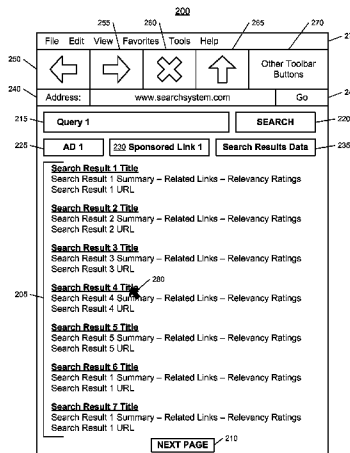 200
255 260 265 270
File Edit View Favorites Tools Help
250
Other Toolbar
Buttons
240
Address: www.searchsystem.com Go
215 Query 1 SEARCH 220
225 AD 1 230 Sponsored Link 1 Search Results Data 235
Search Result 1 Title
Search Result 1 Summary – Related Links – Relevancy Ratings
Search Result 1 URL
Search Result 2 Title
Search Result 2 Summary – Related Links – Relevancy Ratings
Search Result 2 URL
Search Result 3 Title
Search Result 3 Summary – Related Links – Relevancy Ratings
Search Result 3 URL
Search Result 4 Title 280
205 Search Result 4 Summary – Related Links – Relevancy Ratings
Search Result 4 URL
Search Result 5 Title
Search Result 5 Summary – Related Links – Relevancy Ratings
Search Result 5 URL
Search Result 6 Title
Search Result 1 Summary – Related Links – Relevancy Ratings
Search Result 1 URL
Search Result 7 Title
Search Result 1 Summary – Related Links – Relevancy Ratings
Search Result 1 URL
NEXT PAGE 210